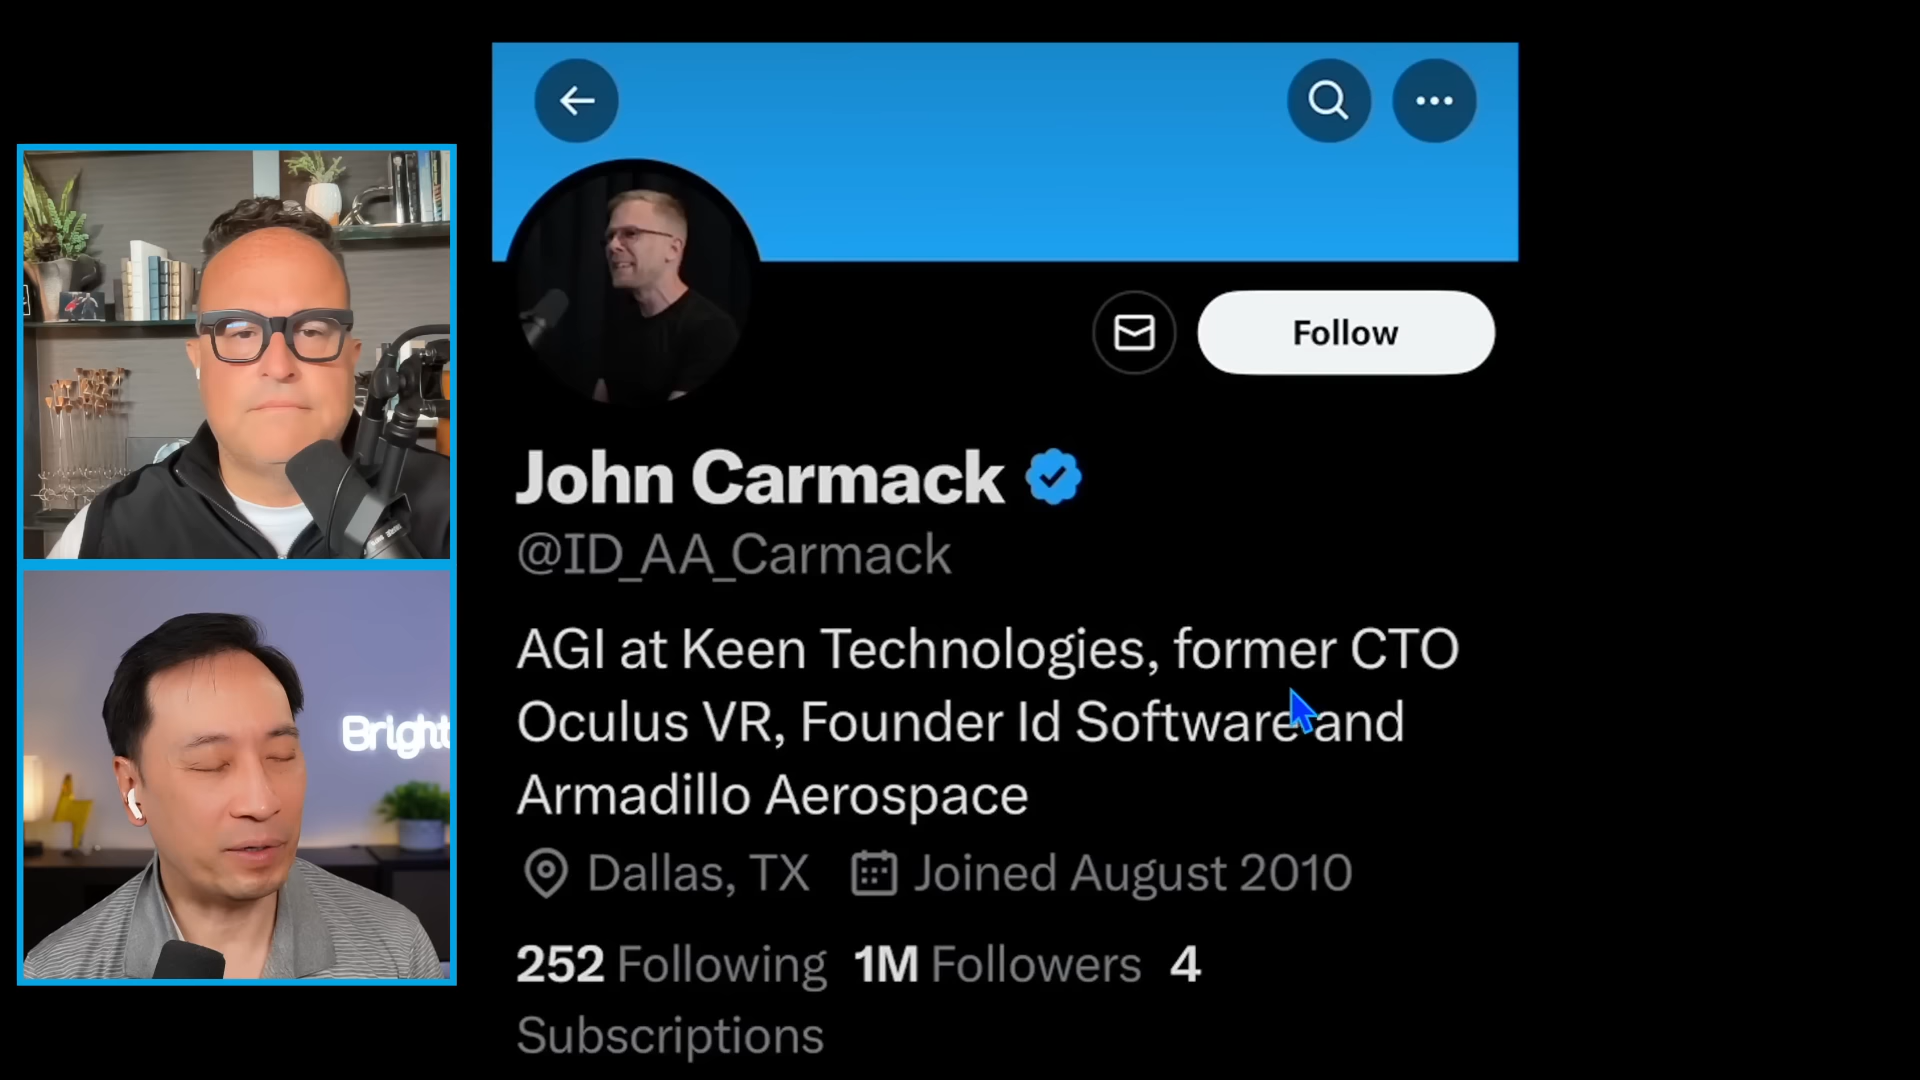 Follow
John Carmack
@ID_AA_Carmack
AGI at Keen Technologies, former CTO
Oculus VR, Founder Id Software and
Armadillo Aerospace
Dallas, TX Joined August 2010
252 Following 1M Followers 4
Subscriptions
Bright